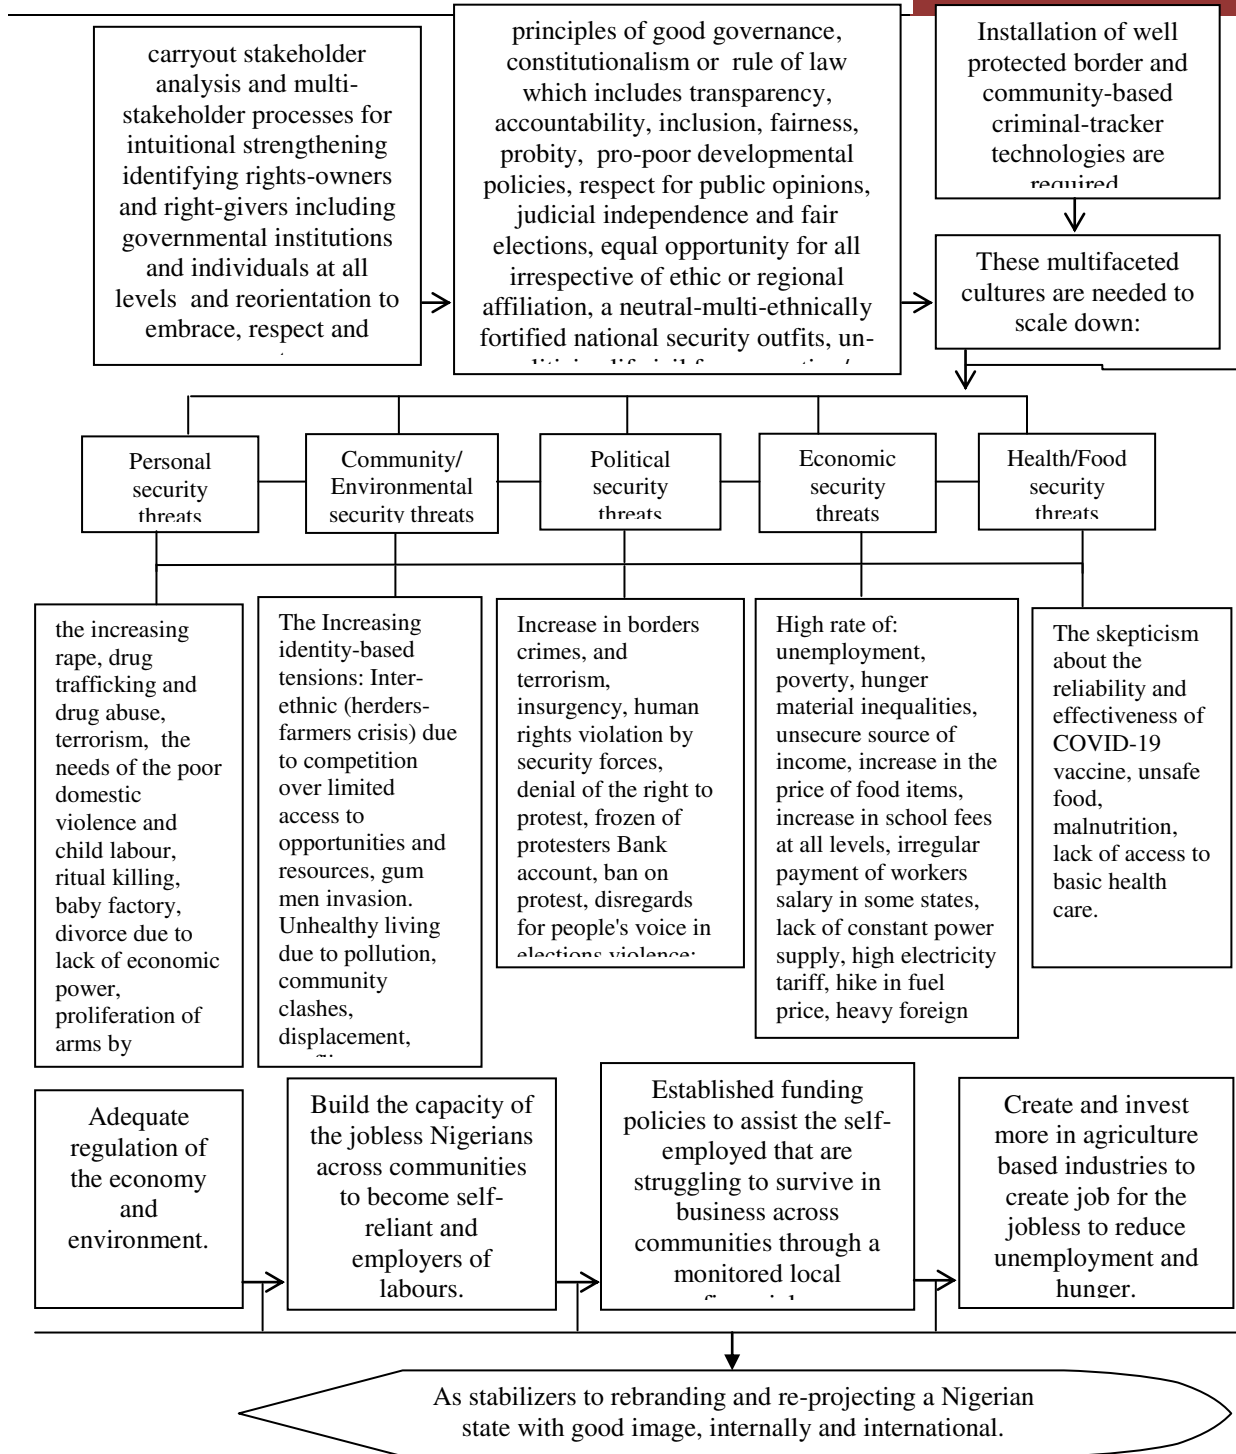 carryout stakeholder
analysis and multi-
stakeholder processes for
intuitional strengthening
identifying rights-owners
and right-givers including
governmental institutions
and individuals at all
levels and reorientation to
embrace, respect and
principles of good governance,
constitutionalism or rule of law
which includes transparency,
accountability, inclusion, fairness,
probity, pro-poor developmental
policies, respect for public opinions,
judicial independence and fair
elections, equal opportunity for all
irrespective of ethic or regional
affiliation, a neutral-multi-ethnically
fortified national security outfits, un-
Installation of well
protected border and
community-based
criminal-tracker
technologies are
required
These multifaceted
cultures are needed to
scale down:
Personal
security
threats
Community/
Environmental
security threats
Political
security
threats
Economic
security
threats
Health/Food
security
threats
the increasing
rape, drug
trafficking and
drug abuse,
terrorism, the
needs of the poor
domestic
violence and
child labour,
ritual killing,
baby factory,
divorce due to
lack of economic
power,
proliferation of
arms by
The Increasing
identity-based
tensions: Inter-
ethnic (herders-
farmers crisis) due
to competition
over limited
access to
opportunities and
resources, gum
men invasion.
Unhealthy living
due to pollution,
community
clashes,
displacement,
Increase in borders
crimes, and
terrorism,
insurgency, human
rights violation by
security forces,
denial of the right to
protest, frozen of
protesters Bank
account, ban on
protest, disregards
for people's voice in
elections violence;
High rate of:
unemployment,
poverty, hunger
material inequalities,
unsecure source of
income, increase in the
price of food items,
increase in school fees
at all levels, irregular
payment of workers
salary in some states,
lack of constant power
supply, high electricity
tariff, hike in fuel
price, heavy foreign
The skepticism
about the
reliability and
effectiveness of
COVID-19
vaccine, unsafe
food,
malnutrition,
lack of access to
basic health
care.
Adequate
regulation of
the economy
and
environment.
Build the capacity of
the jobless Nigerians
across communities
to become self-
reliant and
employers of
labours.
Established funding
policies to assist the self-
employed that are
struggling to survive in
business across
communities through a
monitored local
Create and invest
more in agriculture
based industries to
create job for the
jobless to reduce
unemployment and
hunger.
As stabilizers to rebranding and re-projecting a Nigerian
state with good image, internally and international.